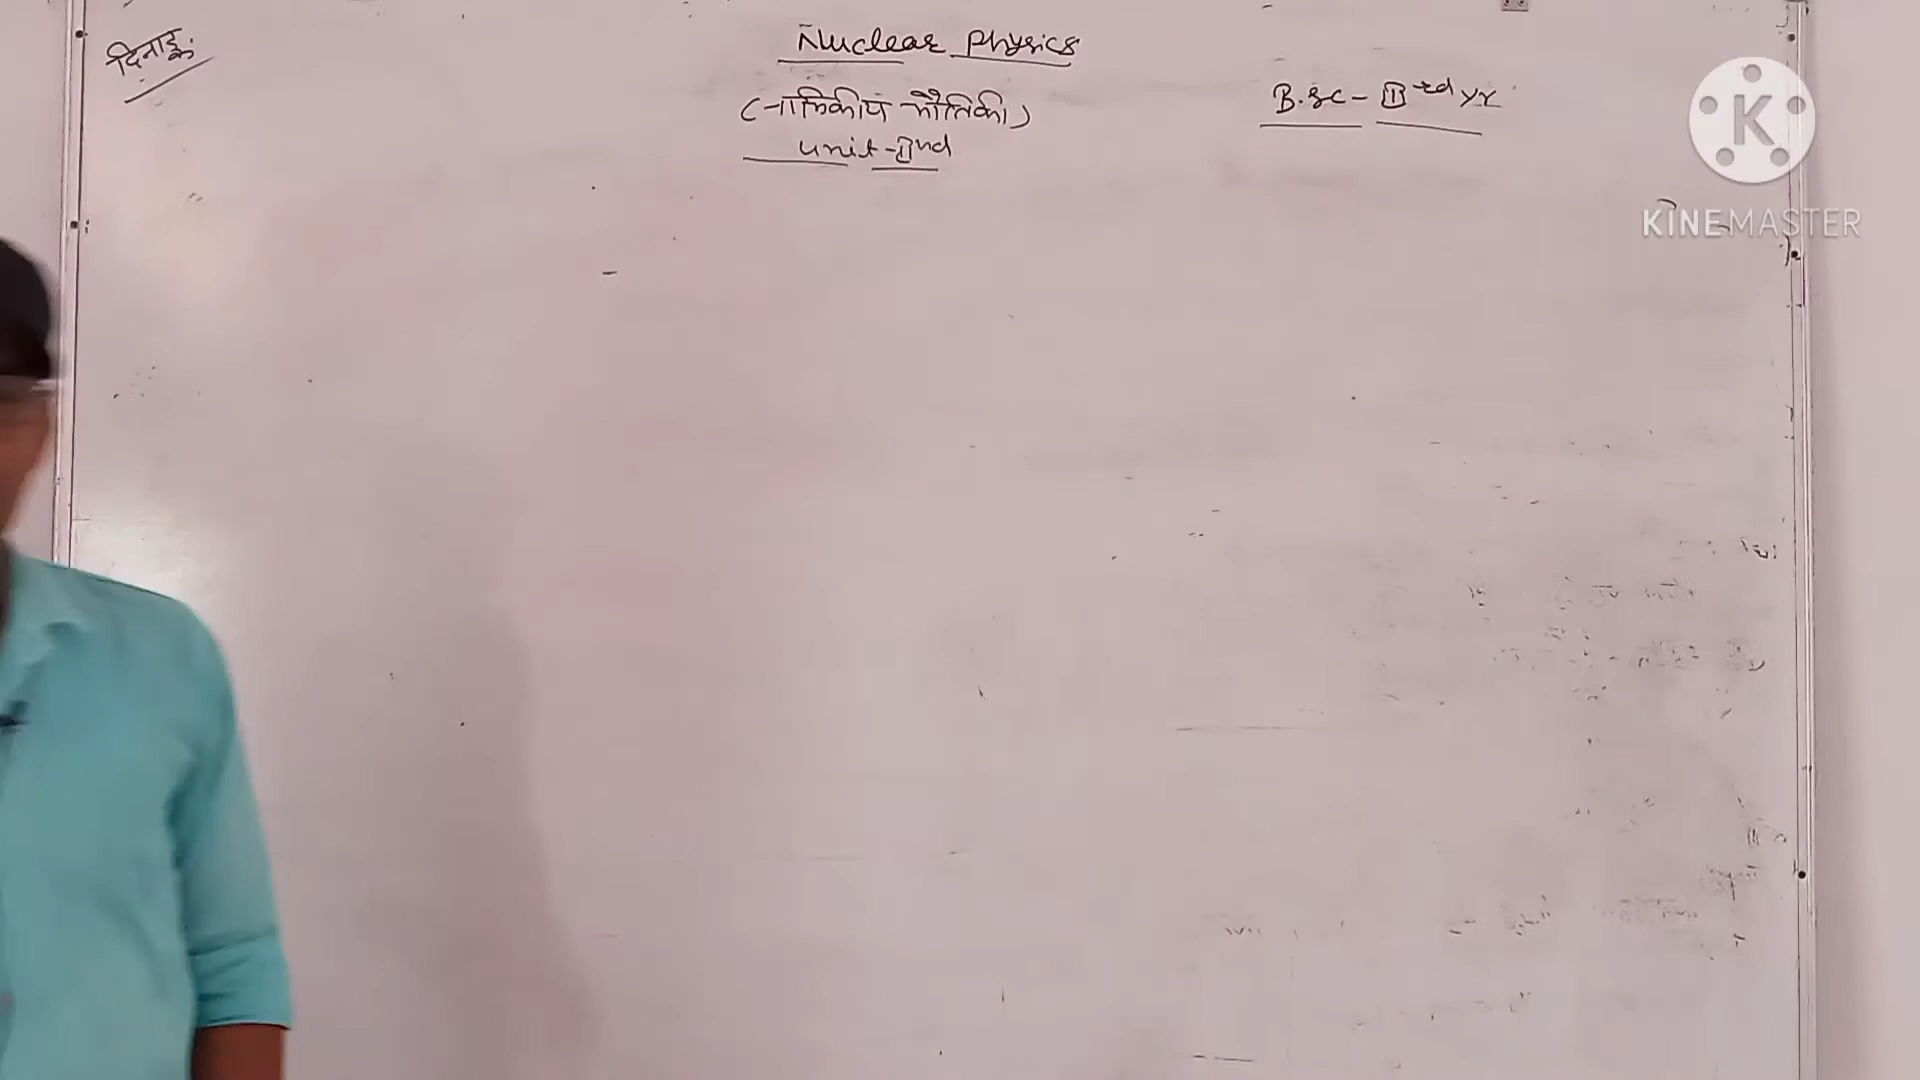 दिनांक
Nuclear Physics
(नाभिकीय भौतिकी)
Unit-IInd
B.Sc - IIIrd yr
K
KINEMASTER